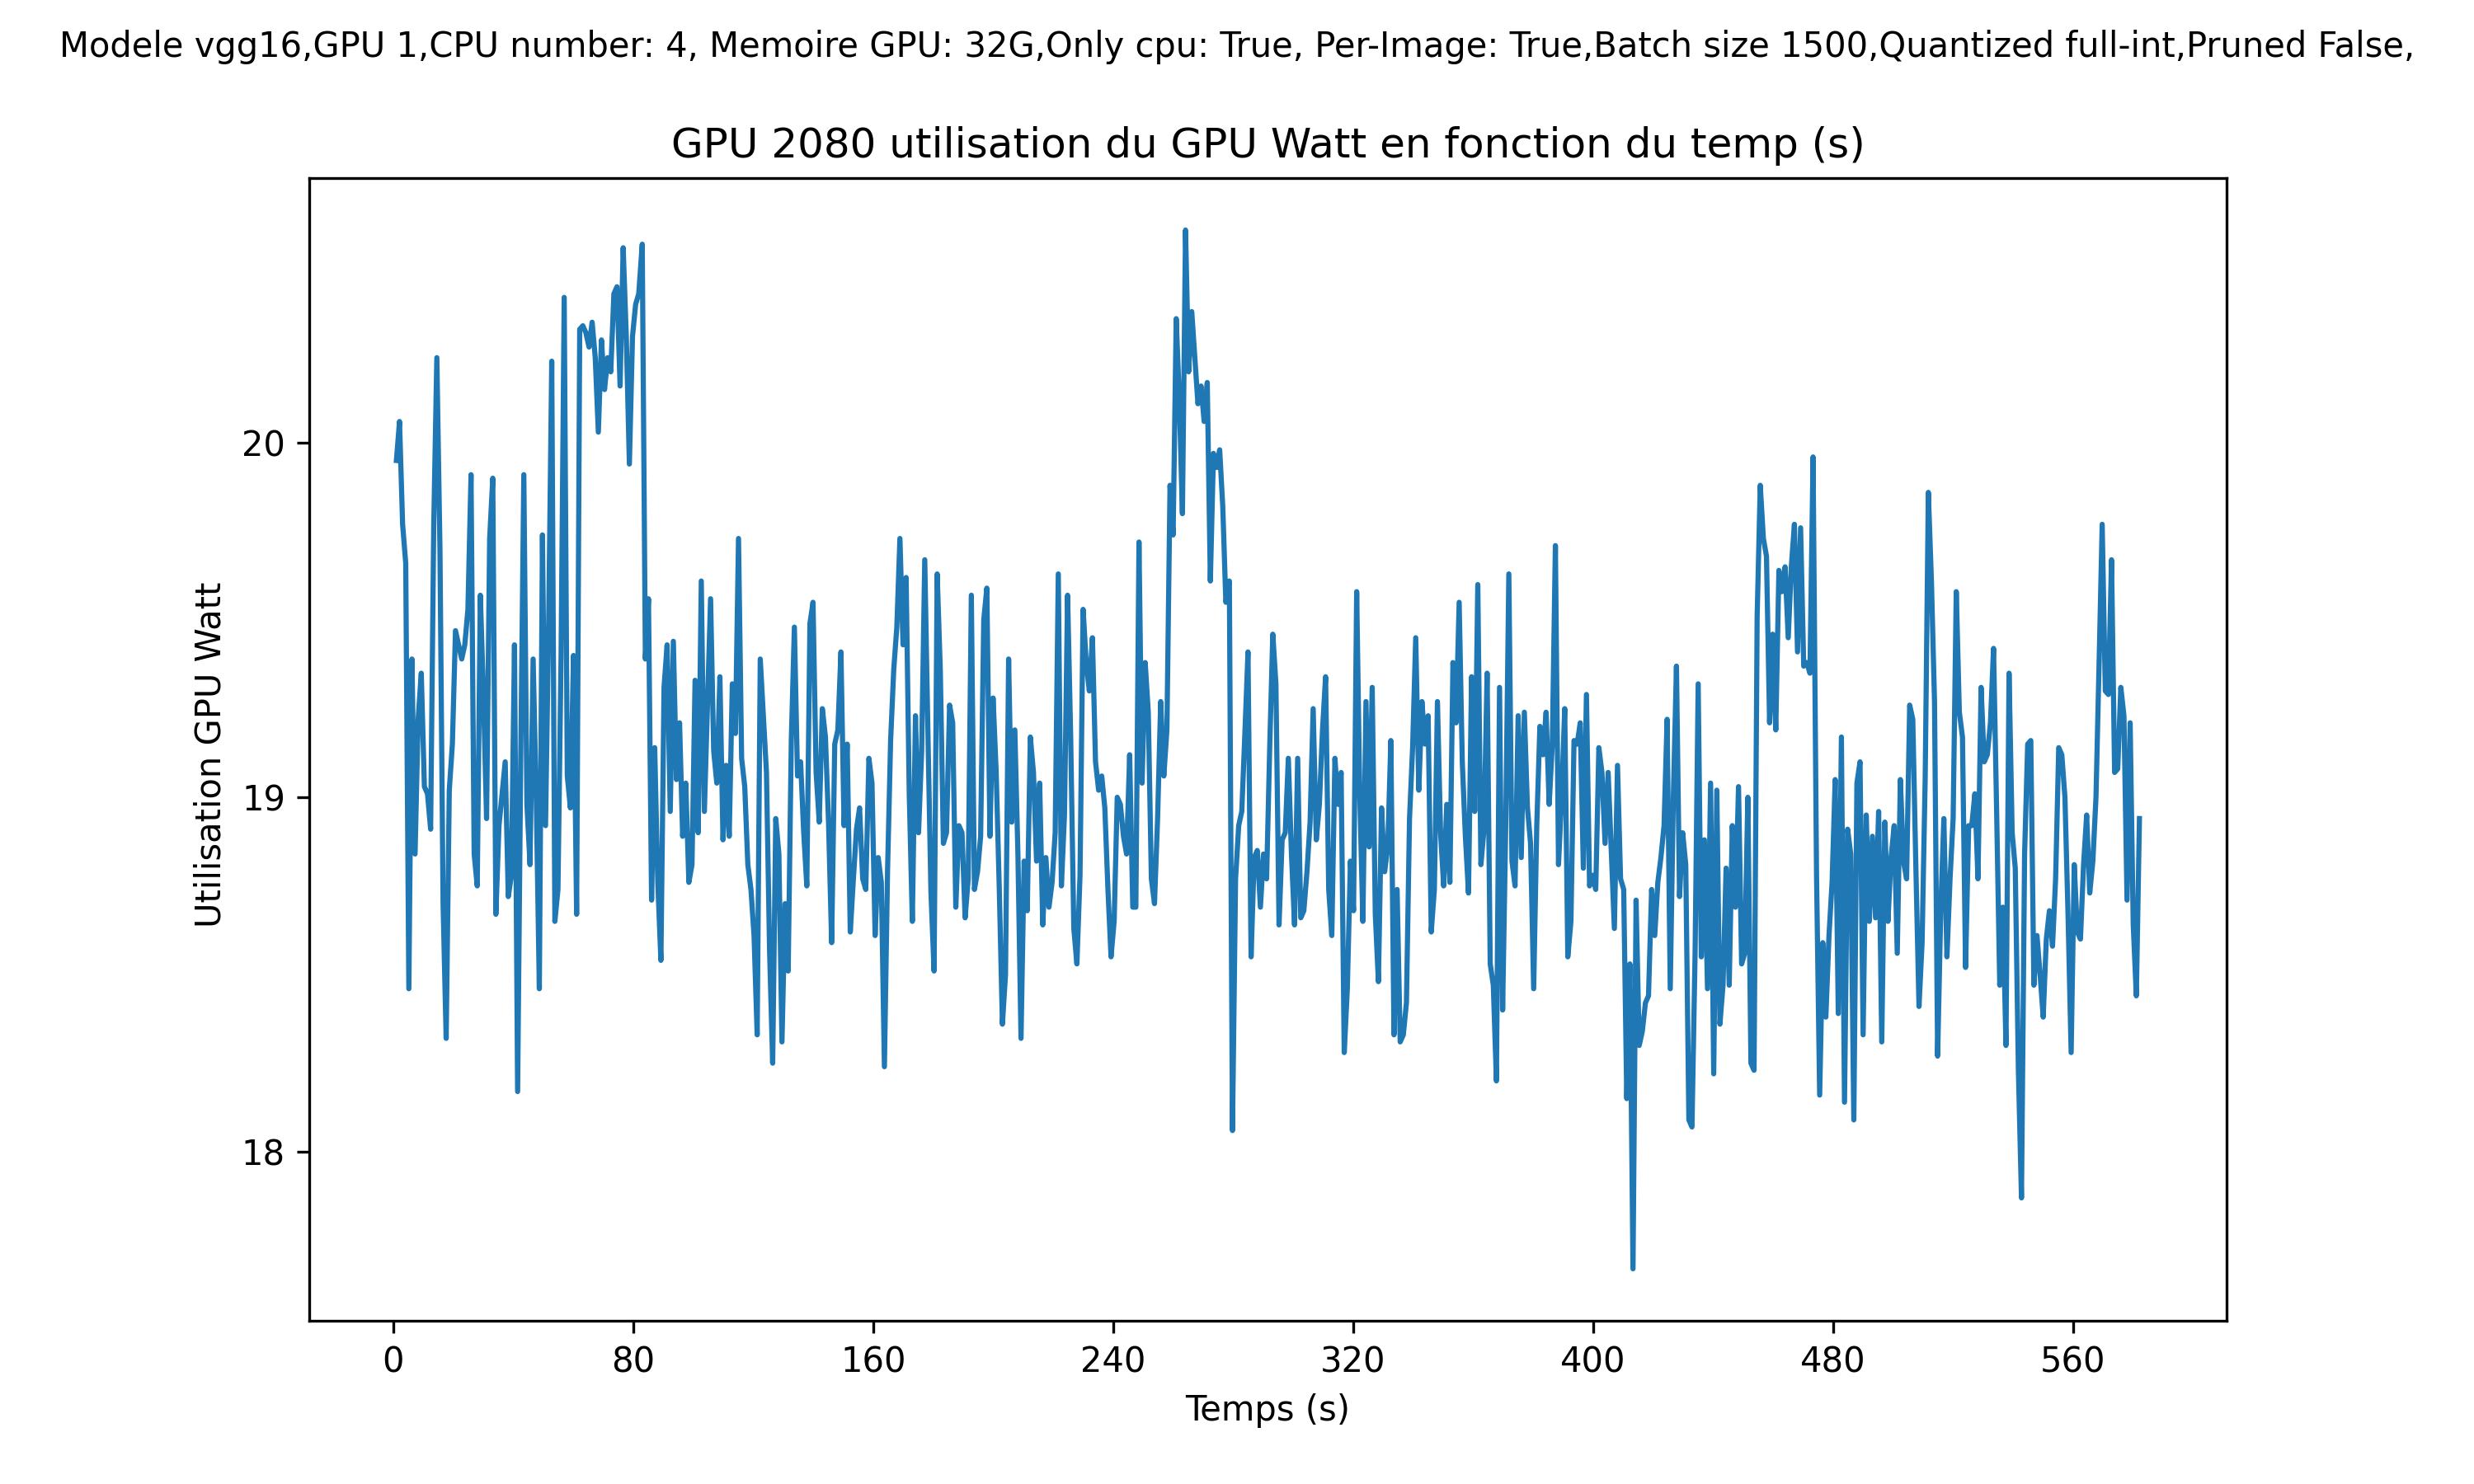 Modele vgg16,GPU 1,CPU number: 4, Memoire GPU: 32G,Only cpu: True, Per-Image: True,Batch size 1500,Quantized full-int,Pruned False,
GPU 2080 utilisation du GPU Watt en fonction du temp (s)
Utilisation GPU Watt
20
19
18
0 80 160 240 320 400 480 560
Temps (s)